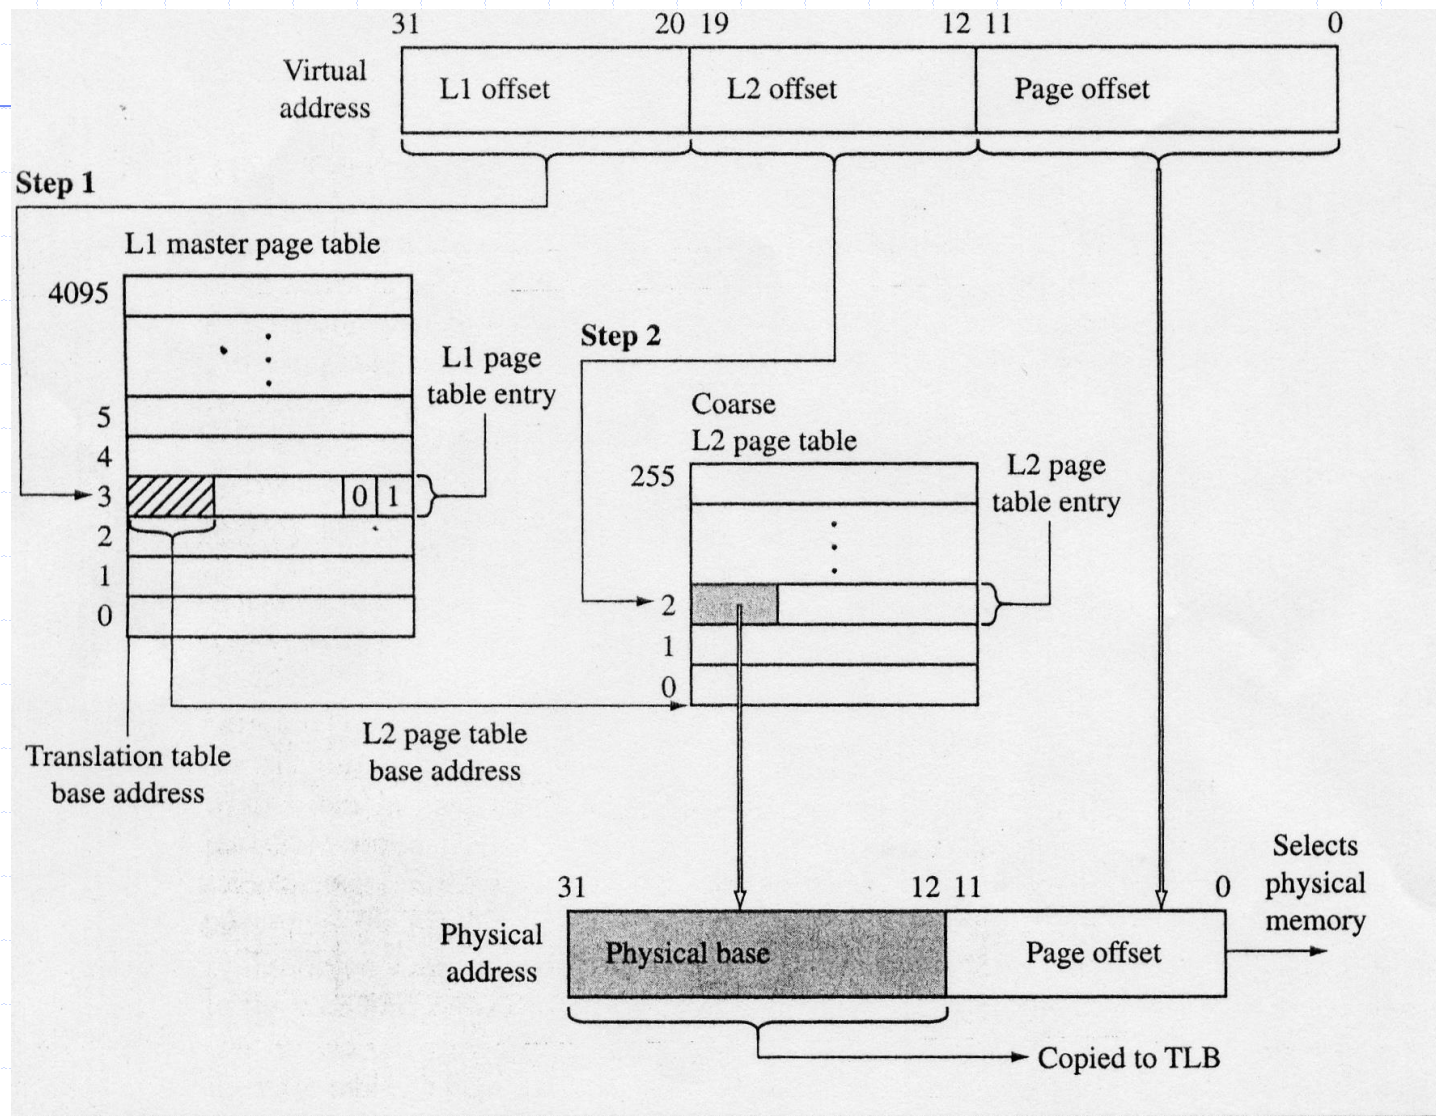 31 20 19 12 11 0
Virtual
address
L1 offset
L2 offset
Page offset
Step 1
L1 master page table
4095
5
4
3
0 1
2
1
0
L1 page
table entry
Step 2
Coarse
L2 page table
255
2
1
0
L2 page
table entry
L2 page table
base address
Translation table
base address
31 12 11 0
Physical
address
Physical base
Page offset
Selects
physical
memory
Copied to TLB